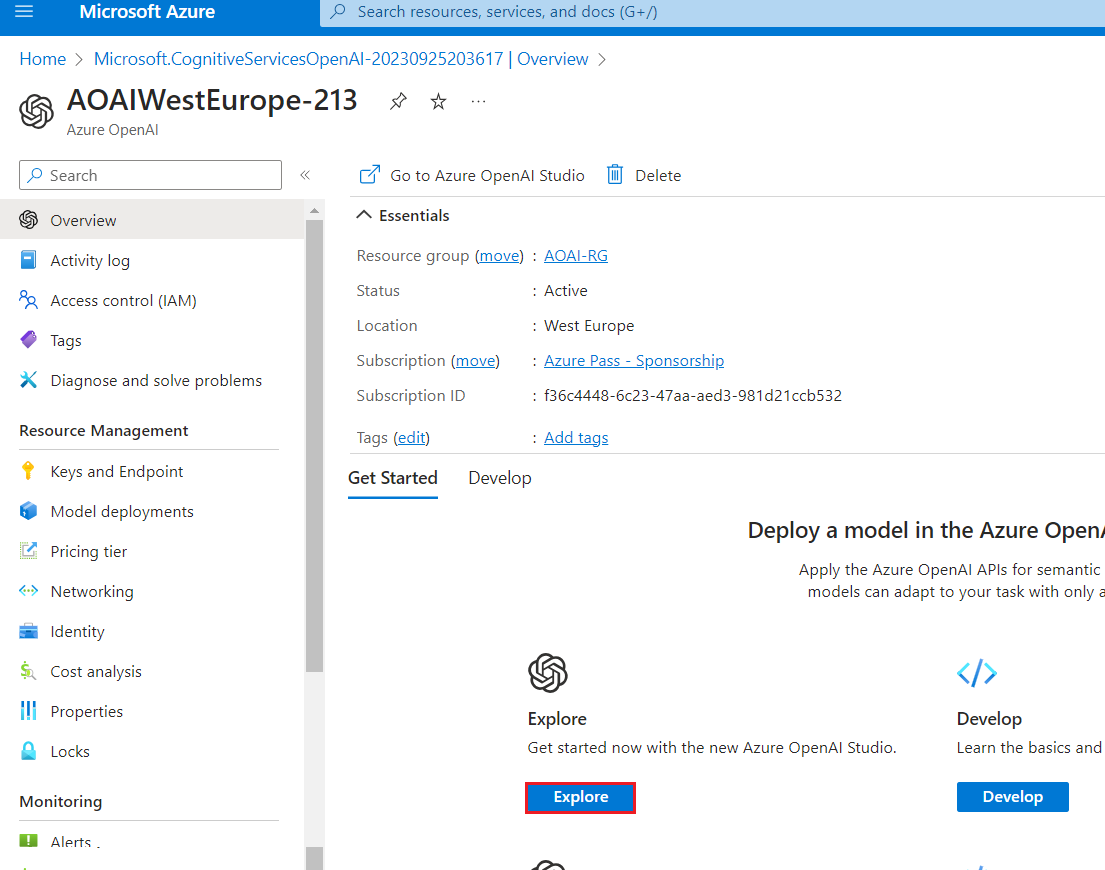 Microsoft Azure
Search resources, services, and docs (G+/)
Home > Microsoft.CognitiveServicesOpenAI-20230925203617 | Overview >
AOAIWestEurope-213
...
Azure OpenAI
Search
«
Go to Azure OpenAI Studio
Delete
Overview
Activity log
Access control (IAM)
Tags
Diagnose and solve problems
Resource Management
Keys and Endpoint
Model deployments
Pricing tier
Networking
Identity
Cost analysis
Properties
Locks
Monitoring
Alerts
Essentials
Resource group (move) : AOAI-RG
Status : Active
Location : West Europe
Subscription (move) : Azure Pass - Sponsorship
Subscription ID : f36c4448-6c23-47aa-aed3-981d21ccb532
Tags (edit) : Add tags
Get Started
Develop
Deploy a model in the Azure OpenA
Apply the Azure OpenAI APIs for semantic
models can adapt to your task with only a
Explore
Get started now with the new Azure OpenAI Studio.
Explore
Develop
Learn the basics and
Develop